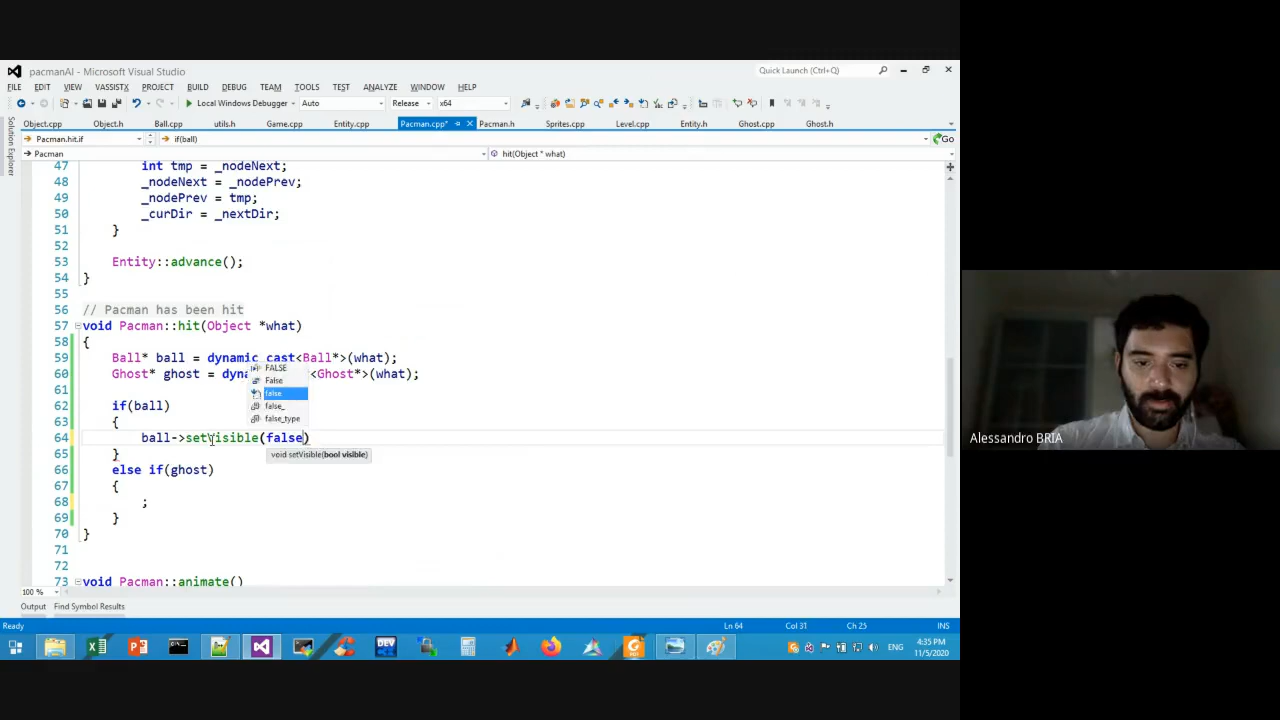 pacmanAI - Microsoft Visual Studio
Quick Launch (Ctrl+Q)
FILE EDIT VIEW VASSISTX PROJECT BUILD DEBUG TEAM TOOLS TEST ANALYZE WINDOW HELP
Local Windows Debugger Auto Release x64
Object.cpp Object.h Ball.cpp utils.h Game.cpp Entity.cpp Pacman.cpp* Pacman.h Sprites.cpp Level.cpp Entity.h Ghost.cpp Ghost.h
Pacman.hit.if if(ball) Go
Pacman hit(Object * what)
Solution Explorer
47 int tmp = _nodeNext;
48 _nodeNext = _nodePrev;
49 _nodePrev = tmp;
50 _curDir = _nextDir;
51 }
52
53 Entity::advance();
54 }
55
56 // Pacman has been hit
57 void Pacman::hit(Object *what)
58 {
59 Ball* ball = dynamic_cast<Ball*>(what);
60 Ghost* ghost = dyna <Ghost*>(what);
FALSE
False
false
false_
false_type
61
62 if(ball)
63 {
64 ball->setVisible(false)
void setVisible(bool visible)
65 }
66 else if(ghost)
67 {
68 ;
69 }
70 }
71
72
73 void Pacman::animate()
100 %
Output Find Symbol Results
Ready Ln 64 Col 31 Ch 25 INS
DEV
ENG
4:35 PM
11/5/2020
Alessandro BRIA